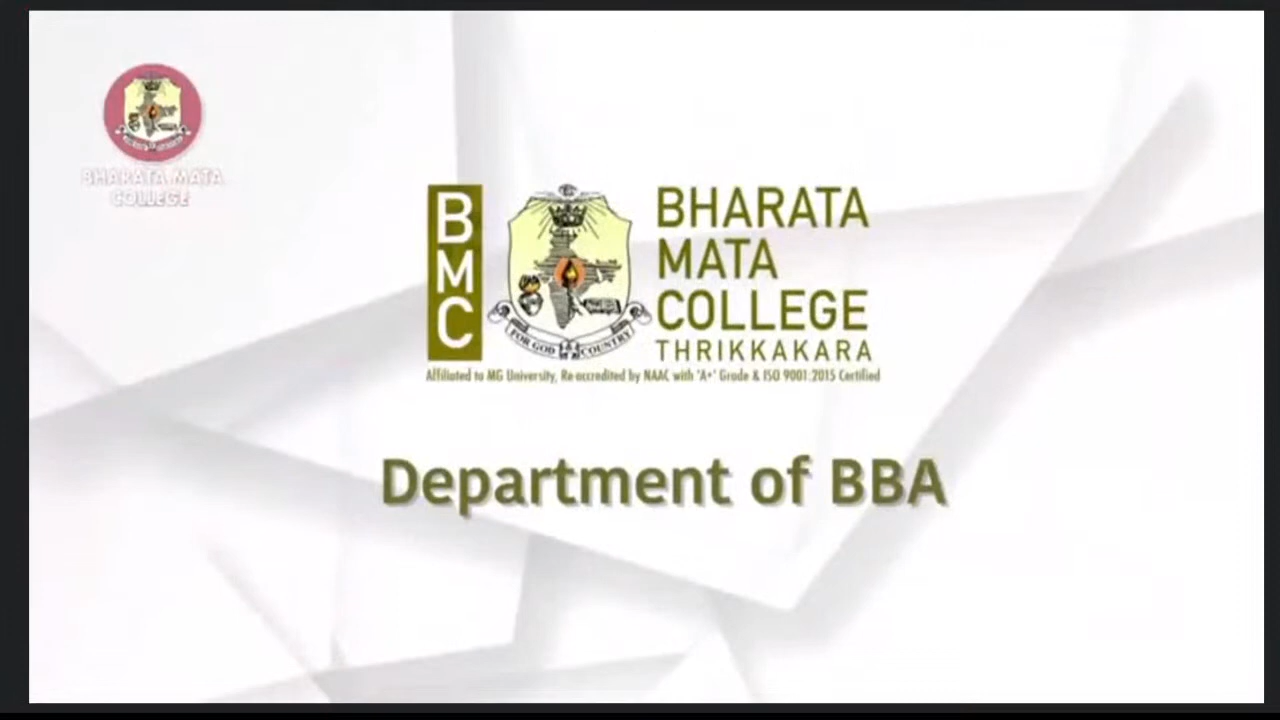 BHARATA MATA
COLLEGE
BMC
BHARATA
MATA
COLLEGE
THRIKKAKARA
FOR GOD COUNTRY
Affiliated to MG University, Re-accredited by NAAC with 'A+' Grade & ISO 9001:2015 Certified
Department of BBA